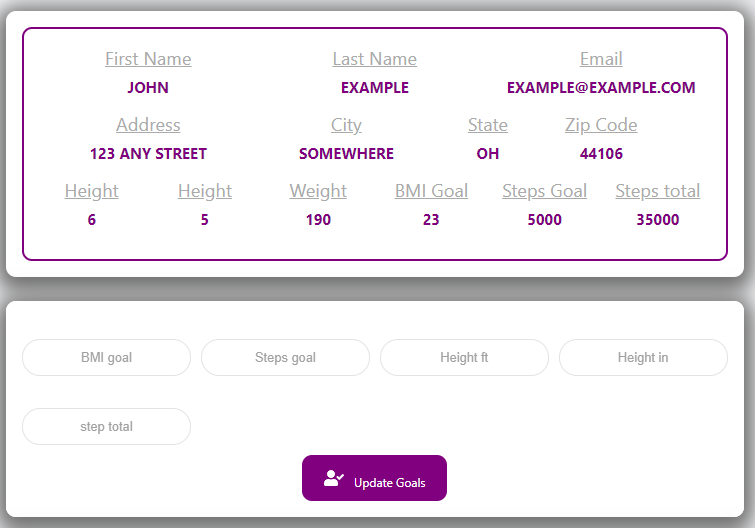 First Name Last Name Email
JOHN EXAMPLE EXAMPLE@EXAMPLE.COM
Address City State Zip Code
123 ANY STREET SOMEWHERE OH 44106
Height Height Weight BMI Goal Steps Goal Steps total
6 5 190 23 5000 35000
BMI goal Steps goal Height ft Height in
step total
Update Goals